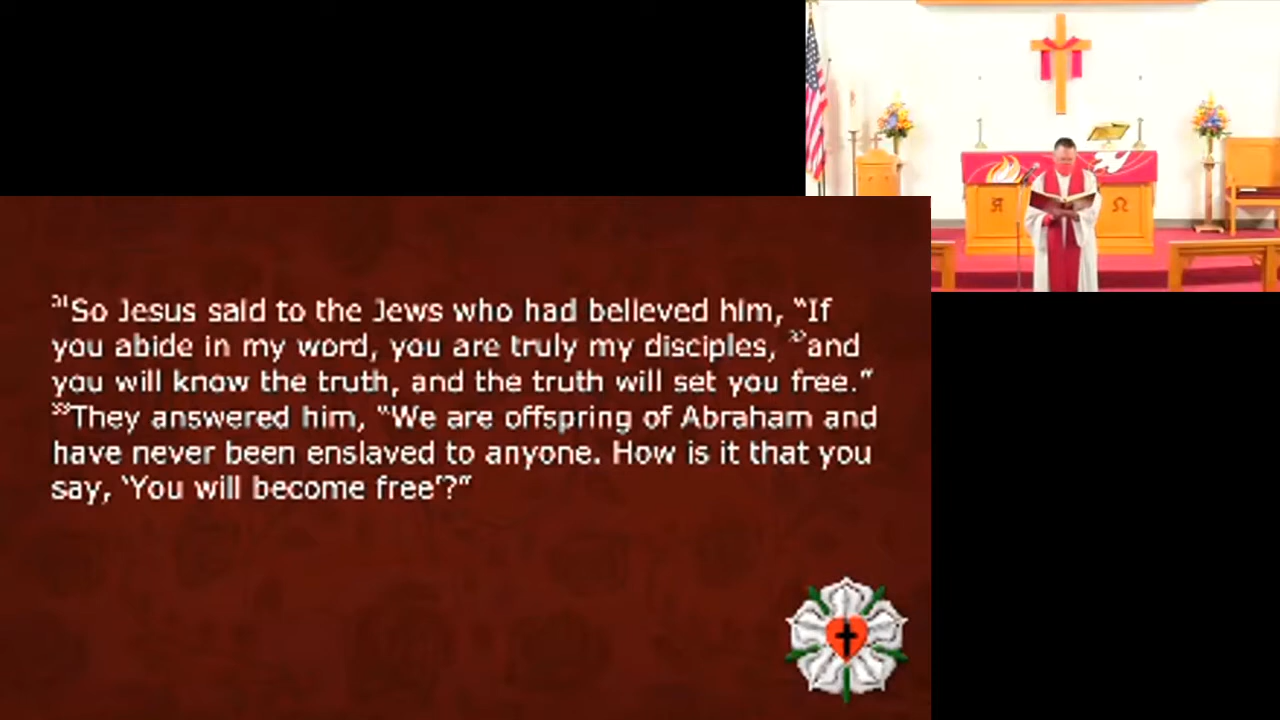 ³¹So Jesus said to the Jews who had believed him, “If
you abide in my word, you are truly my disciples, ³²and
you will know the truth, and the truth will set you free.”
³³They answered him, “We are offspring of Abraham and
have never been enslaved to anyone. How is it that you
say, ‘You will become free’?”
Α
Ω